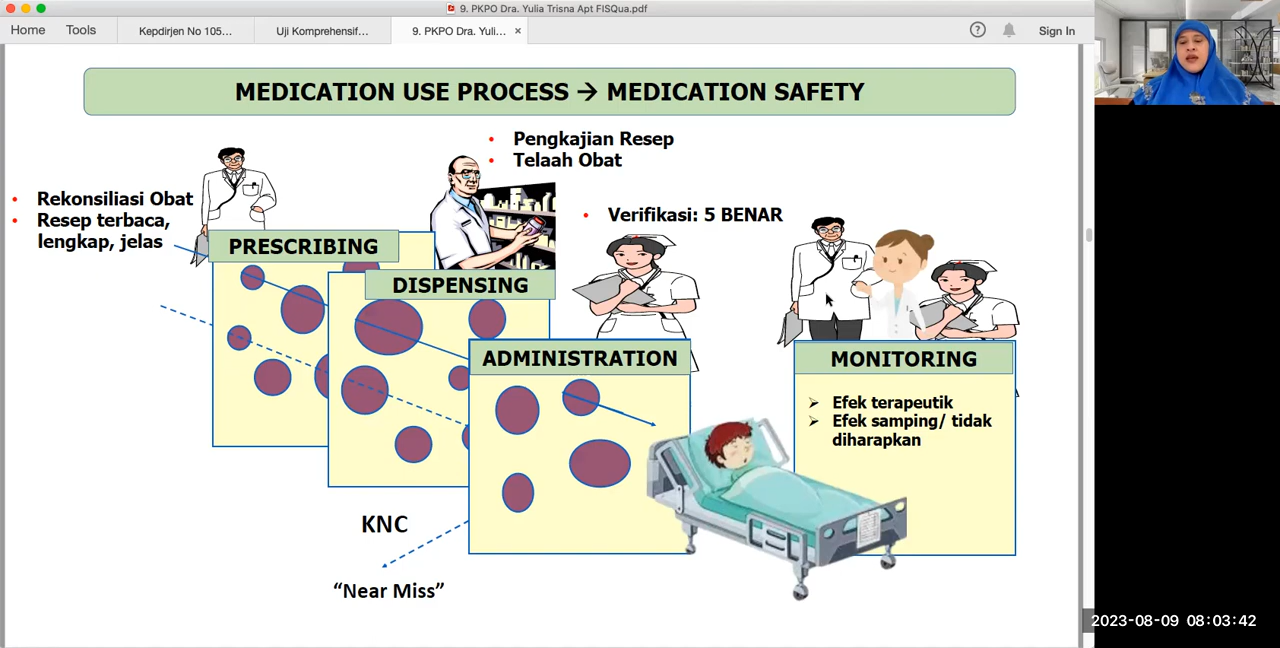 9. PKPO Dra. Yulia Trisna Apt FISQua.pdf
Home Tools Kepdirjen No 105... Uji Komprehensif... 9. PKPO Dra. Yuli... × ? Sign In
MEDICATION USE PROCESS → MEDICATION SAFETY
• Pengkajian Resep
• Telaah Obat
• Rekonsiliasi Obat
• Resep terbaca,
lengkap, jelas
• Verifikasi: 5 BENAR
PRESCRIBING
DISPENSING
ADMINISTRATION
MONITORING
➢ Efek terapeutik
➢ Efek samping/ tidak
diharapkan
KNC
“Near Miss”
2023-08-09 08:03:42